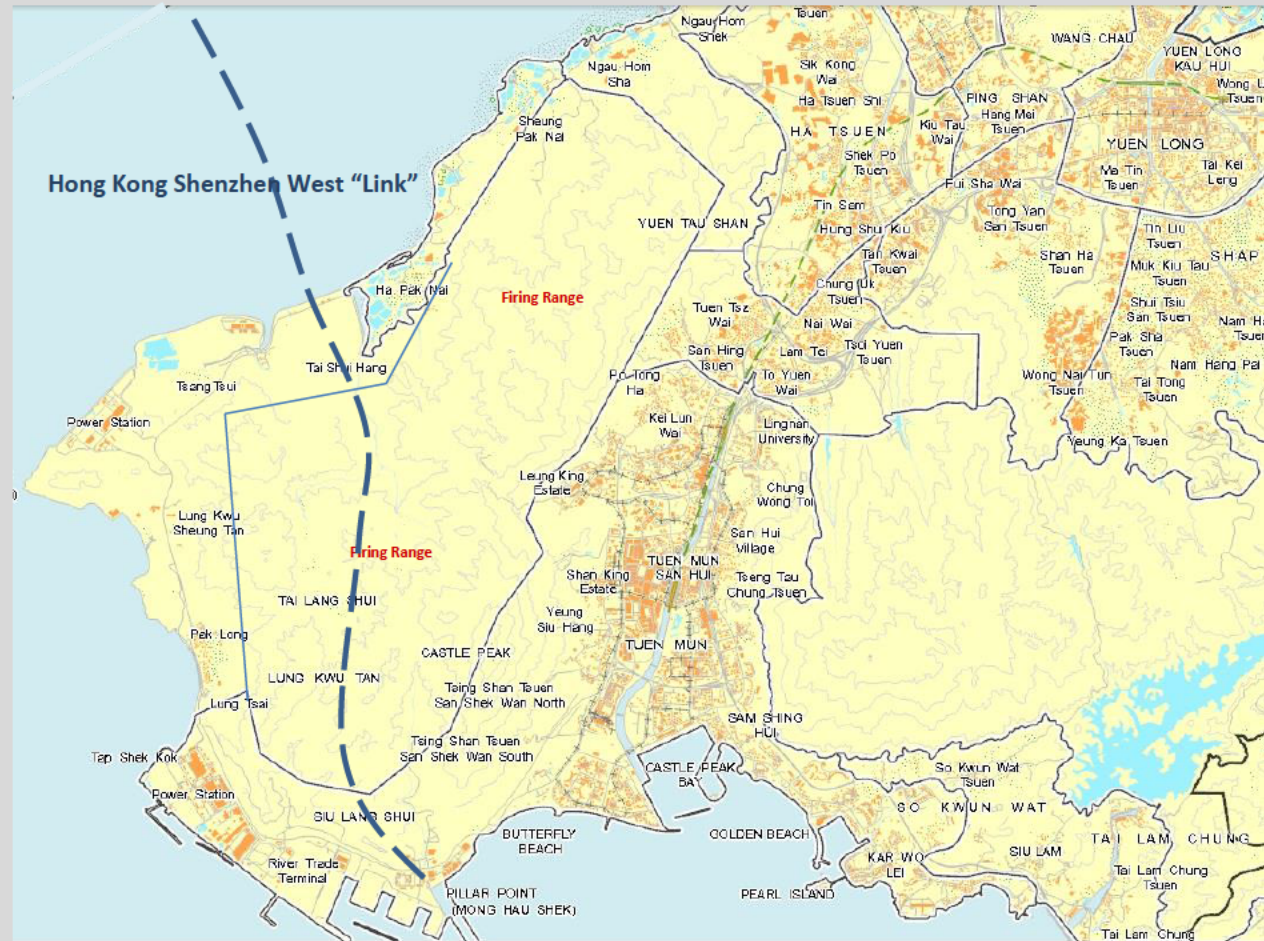 Ngau Hom
Shek
Tsuen
WANG CHAU
YUEN LONG
KAU HUI
Ngau Hom
Sha
Sik Kong
Wai
Ha Tsuen Shi
PING SHAN
Hang Mei
Tsuen
Sheung
Pak Nai
HA TSUEN
Kiu Tau
Wai
YUEN LONG
Shek Po
Tsuen
Ma Tin
Tsuen
Tai Kei
Leng
Hong Kong Shenzhen West “Link”
Fui Sha Wai
Tin Sam
Tong Yan
San Tsuen
YUEN TAU SHAN
Hung Shui Kiu
Tin Liu
Tsuen
Tan Kwai
Tsuen
Shan Ha
Tsuen
SHAP
Muk Kiu Tau
Tsuen
Ha Pak Nai
Firing Range
Chung Uk
Tsuen
Tuen Tsz
Wai
Shui Tsiu
San Tsuen
Nai Wai
Pak Sha
Tsuen
San Hing
Tsuen
Lam Tei
Tsoi Yuen
Tsuen
Tai Shui Hang
Nam Hang Pai
Tsang Tsui
Po Tong
Ha
To Yuen
Wai
Wong Nai Tun
Tsuen
Tai Tong
Tsuen
Power Station
Kei Lun
Wai
Lingnan
University
Yeung Ka Tsuen
Leung King
Estate
Chung
Wong Toi
Lung Kwu
Sheung Tan
San Hui
Village
Firing Range
TUEN MUN
SAN HUI
Shan King
Estate
Tseng Tau
Chung Tsuen
TAI LANG SHUI
Yeung
Siu Hang
Pak Long
TUEN MUN
CASTLE PEAK
LUNG KWU TAN
Tsing Shan Tsuen
San Shek Wan North
Lung Tsai
SAM SHING
HUI
Tsing Shan Tsuen
San Shek Wan South
Tap Shek Kok
CASTLE PEAK
BAY
So Kwun Wat
Tsuen
Power Station
SO KWUN WAT
SIU LANG SHUI
BUTTERFLY
BEACH
GOLDEN BEACH
TAI LAM CHUNG
SIU LAM
KAR WO
LEI
River Trade
Terminal
Tai Lam Chung
Tsuen
PILLAR POINT
(MONG HAU SHEK)
PEARL ISLAND
Tai Lam Chung